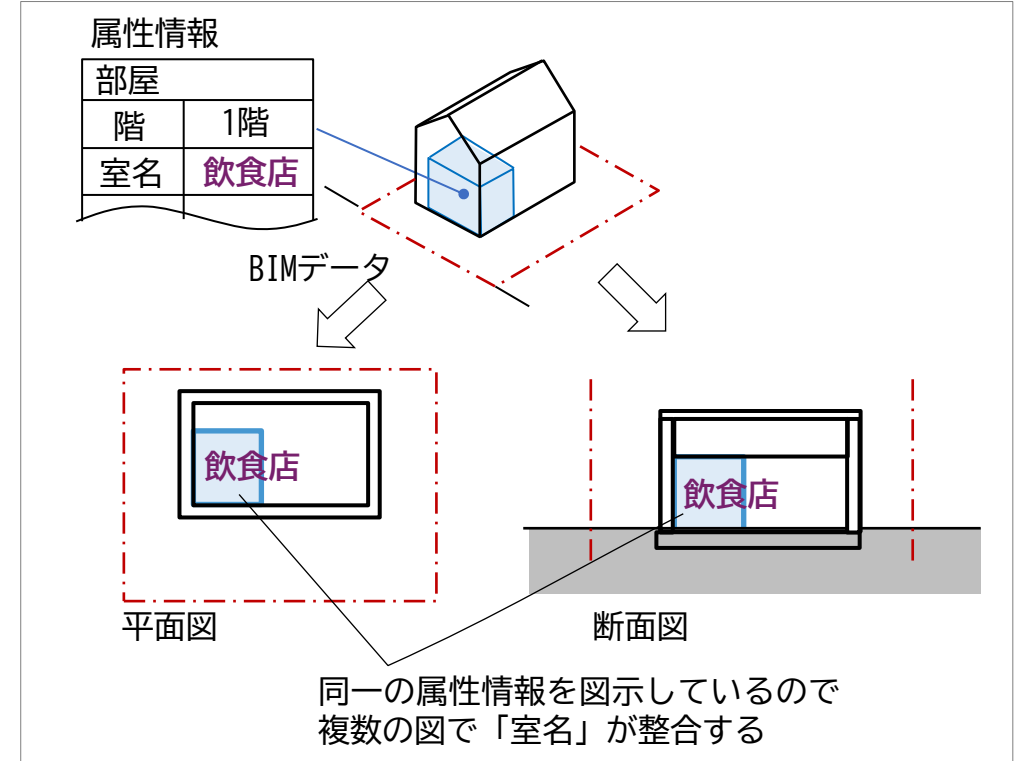 属性情報
部屋
階 1階
室名 飲食店
BIMデータ
飲食店
飲食店
平面図
断面図
同一の属性情報を図示しているので
複数の図で「室名」が整合する